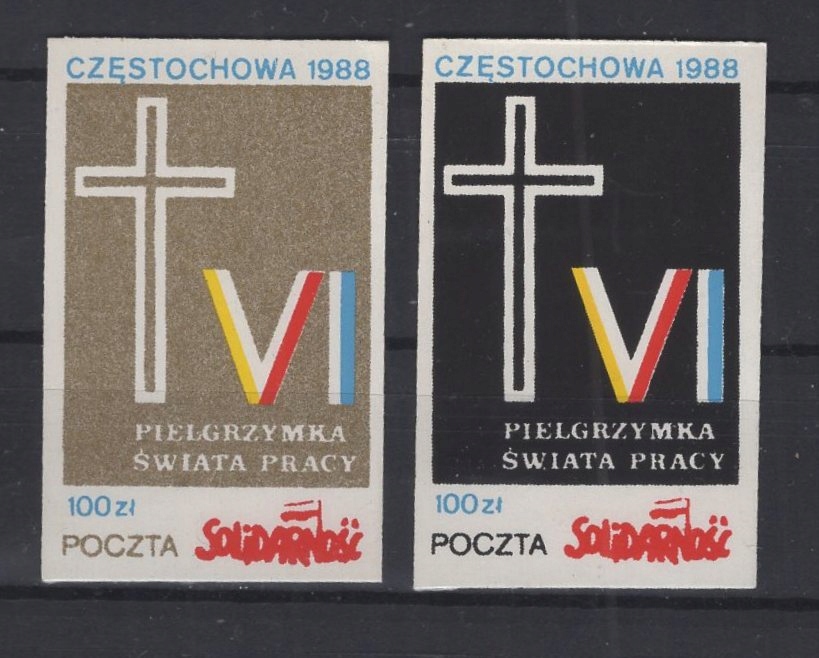 CZĘSTOCHOWA 1988
VI
PIELGRZYMKA
ŚWIATA PRACY
100 zł
POCZTA SOLIDARNOŚĆ
CZĘSTOCHOWA 1988
VI
PIELGRZYMKA
ŚWIATA PRACY
100 zł
POCZTA SOLIDARNOŚĆ